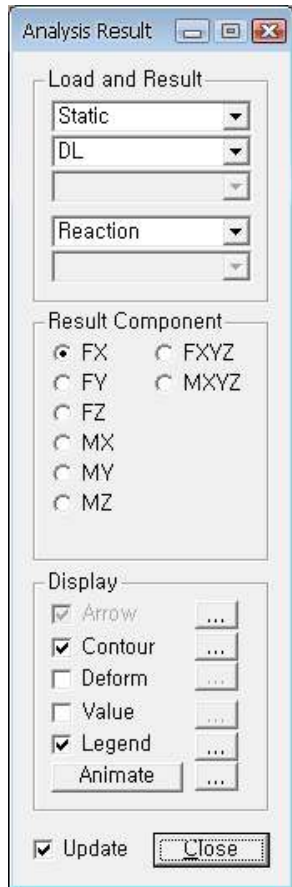 Analysis Result
Load and Result
Static
DL
Reaction
Result Component
FX FXYZ
FY MXYZ
FZ
MX
MY
MZ
Display
Arrow ...
Contour ...
Deform ...
Value ...
Legend ...
Animate ...
Update Close